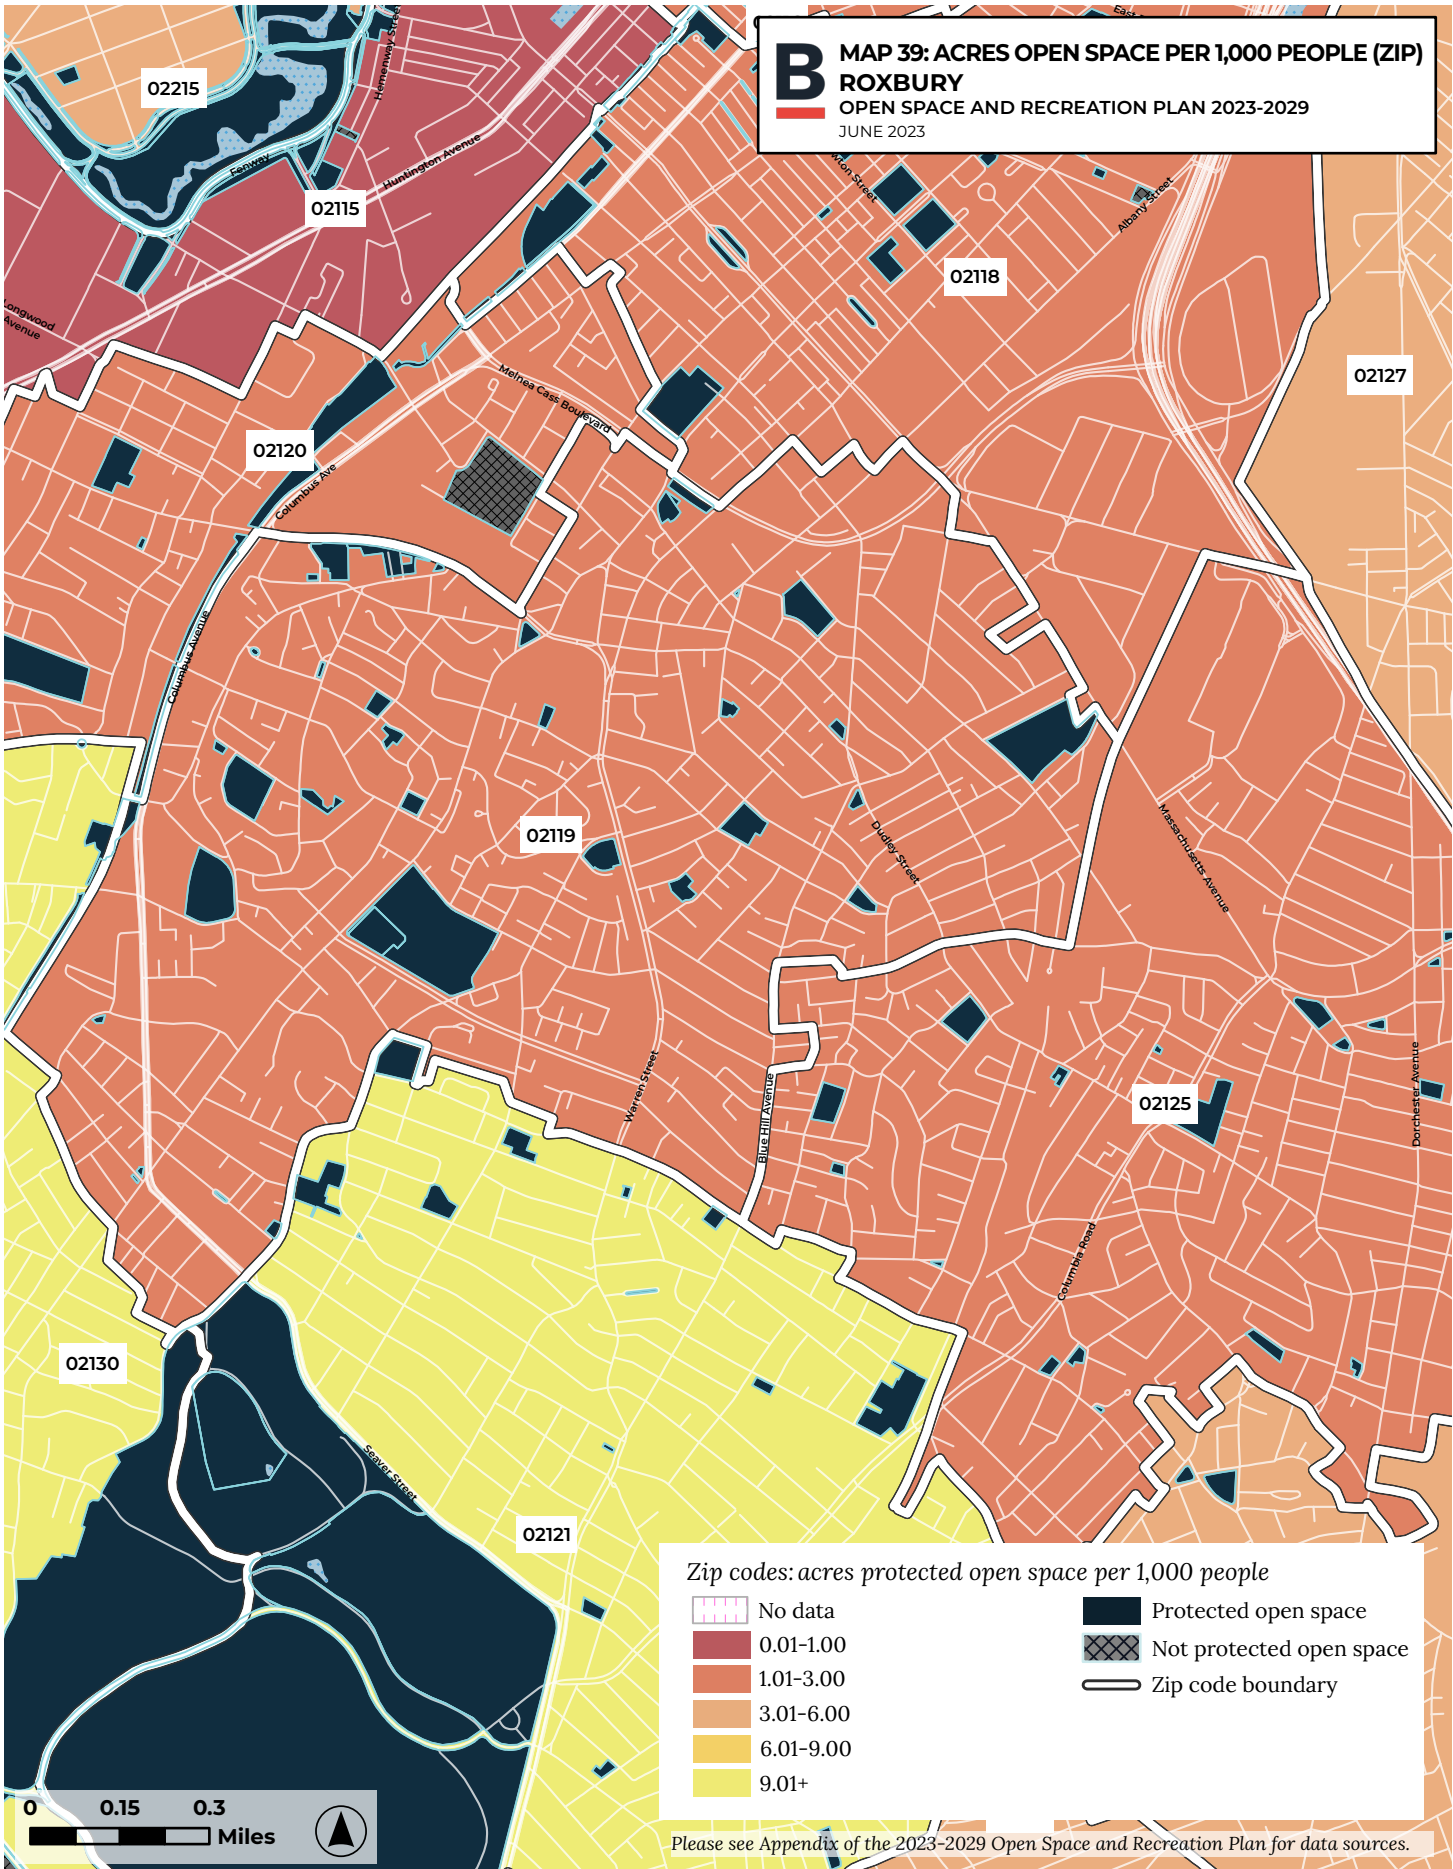 B
MAP 39: ACRES OPEN SPACE PER 1,000 PEOPLE (ZIP)
ROXBURY
OPEN SPACE AND RECREATION PLAN 2023-2029
JUNE 2023
Hemenway Street
02215
Fenway
Huntington Avenue
02115
Longwood
Avenue
Albany Street
02118
02127
Melnea Cass Boulevard
02120
Columbus Ave
Columbus Avenue
02119
Dudley Street
Massachusetts Avenue
Warren Street
Blue Hill Avenue
02125
Dorchester Avenue
Columbia Road
02130
Seaver Street
02121
Zip codes: acres protected open space per 1,000 people
No data
0.01-1.00
1.01-3.00
3.01-6.00
6.01-9.00
9.01+
Protected open space
Not protected open space
Zip code boundary
0 0.15 0.3
Miles
Please see Appendix of the 2023-2029 Open Space and Recreation Plan for data sources.